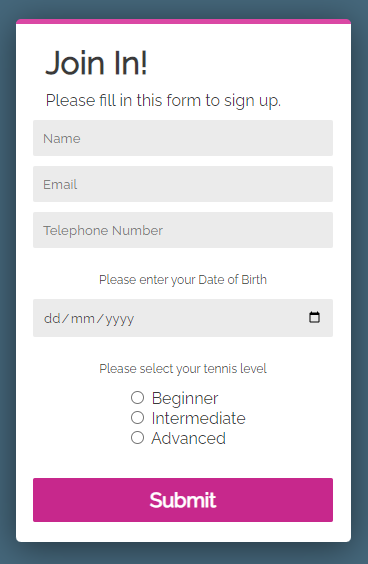 Join In!
Please fill in this form to sign up.
Name
Email
Telephone Number
Please enter your Date of Birth
dd/mm/yyyy
Please select your tennis level
Beginner
Intermediate
Advanced
Submit